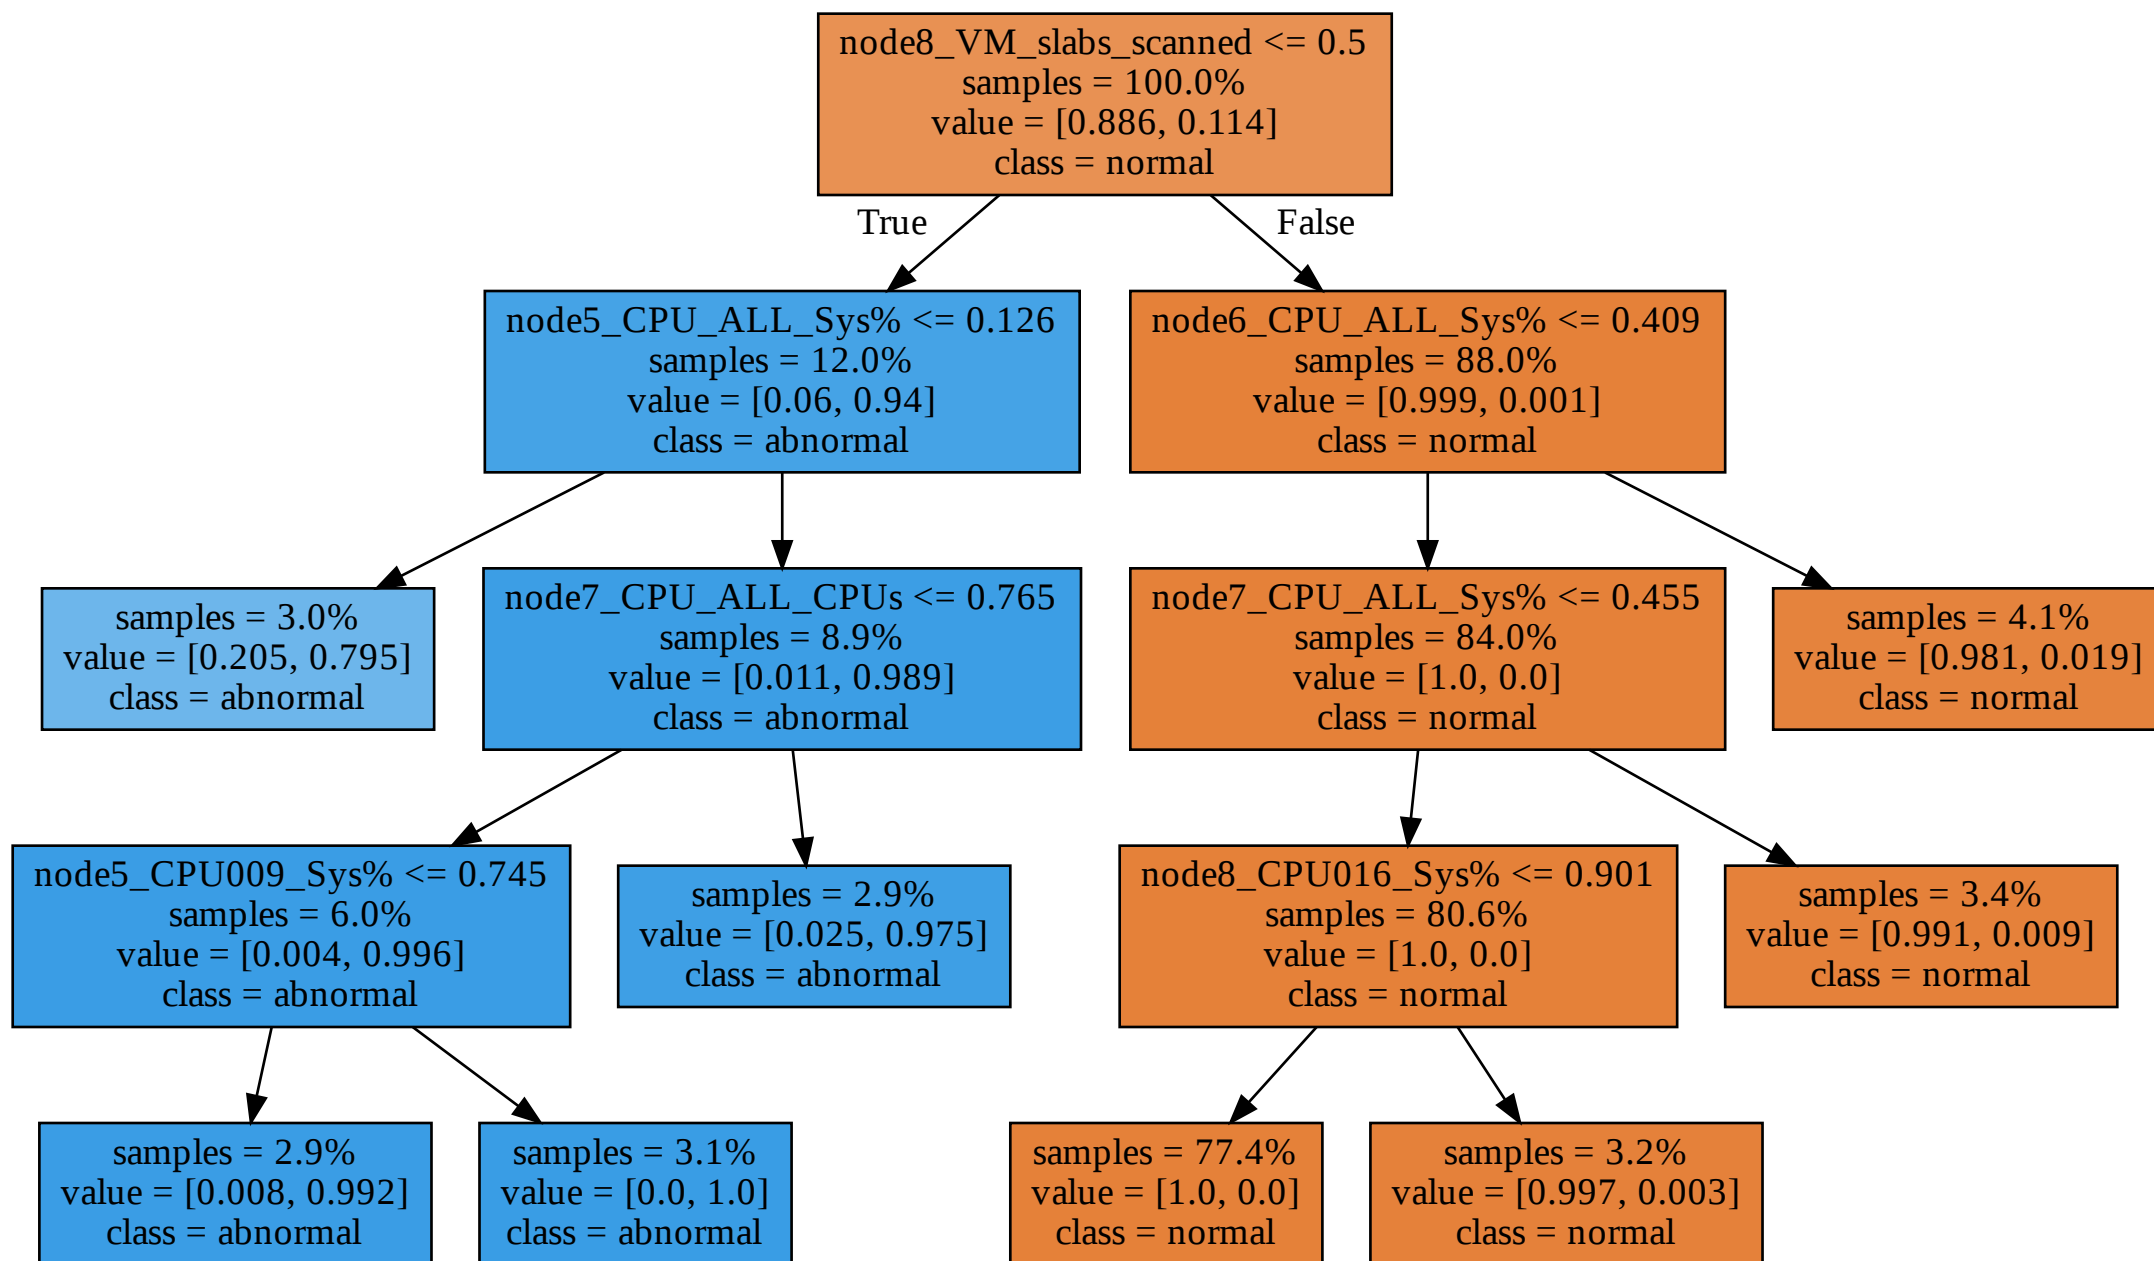 node8_VM_slabs_scanned <= 0.5
samples = 100.0%
value = [0.886, 0.114]
class = normal
True
False
node5_CPU_ALL_Sys% <= 0.126
samples = 12.0%
value = [0.06, 0.94]
class = abnormal
node6_CPU_ALL_Sys% <= 0.409
samples = 88.0%
value = [0.999, 0.001]
class = normal
samples = 3.0%
value = [0.205, 0.795]
class = abnormal
node7_CPU_ALL_CPUs <= 0.765
samples = 8.9%
value = [0.011, 0.989]
class = abnormal
node7_CPU_ALL_Sys% <= 0.455
samples = 84.0%
value = [1.0, 0.0]
class = normal
samples = 4.1%
value = [0.981, 0.019]
class = normal
node5_CPU009_Sys% <= 0.745
samples = 6.0%
value = [0.004, 0.996]
class = abnormal
samples = 2.9%
value = [0.025, 0.975]
class = abnormal
node8_CPU016_Sys% <= 0.901
samples = 80.6%
value = [1.0, 0.0]
class = normal
samples = 3.4%
value = [0.991, 0.009]
class = normal
samples = 2.9%
value = [0.008, 0.992]
class = abnormal
samples = 3.1%
value = [0.0, 1.0]
class = abnormal
samples = 77.4%
value = [1.0, 0.0]
class = normal
samples = 3.2%
value = [0.997, 0.003]
class = normal